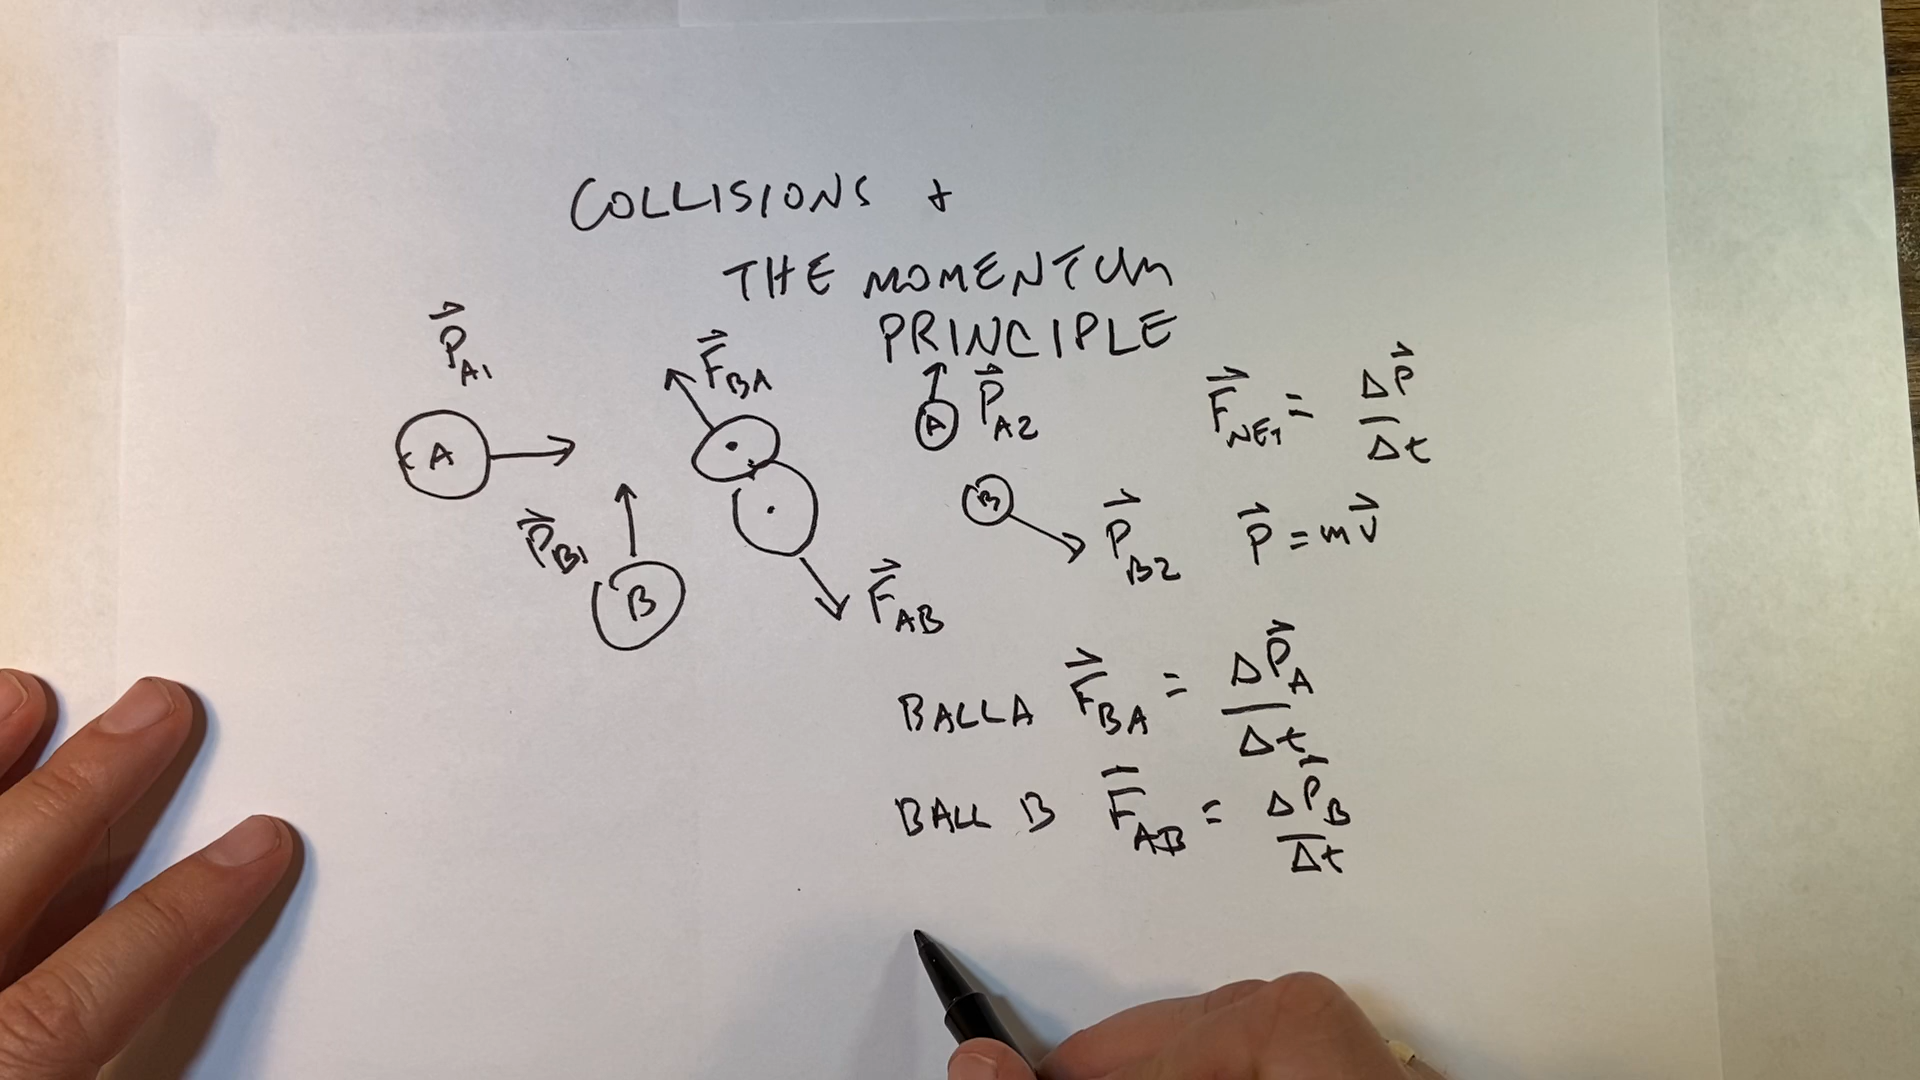 COLLISIONS +
THE MOMENTUM
PRINCIPLE
P⃗A1
A
P⃗B1
B
F⃗BA
F⃗AB
A P⃗A2
B P⃗B2
F⃗NET = ΔP⃗/Δt
P⃗ = mv⃗
BALL A F⃗BA = ΔP⃗A/Δt
BALL B F⃗AB = ΔP⃗B/Δt